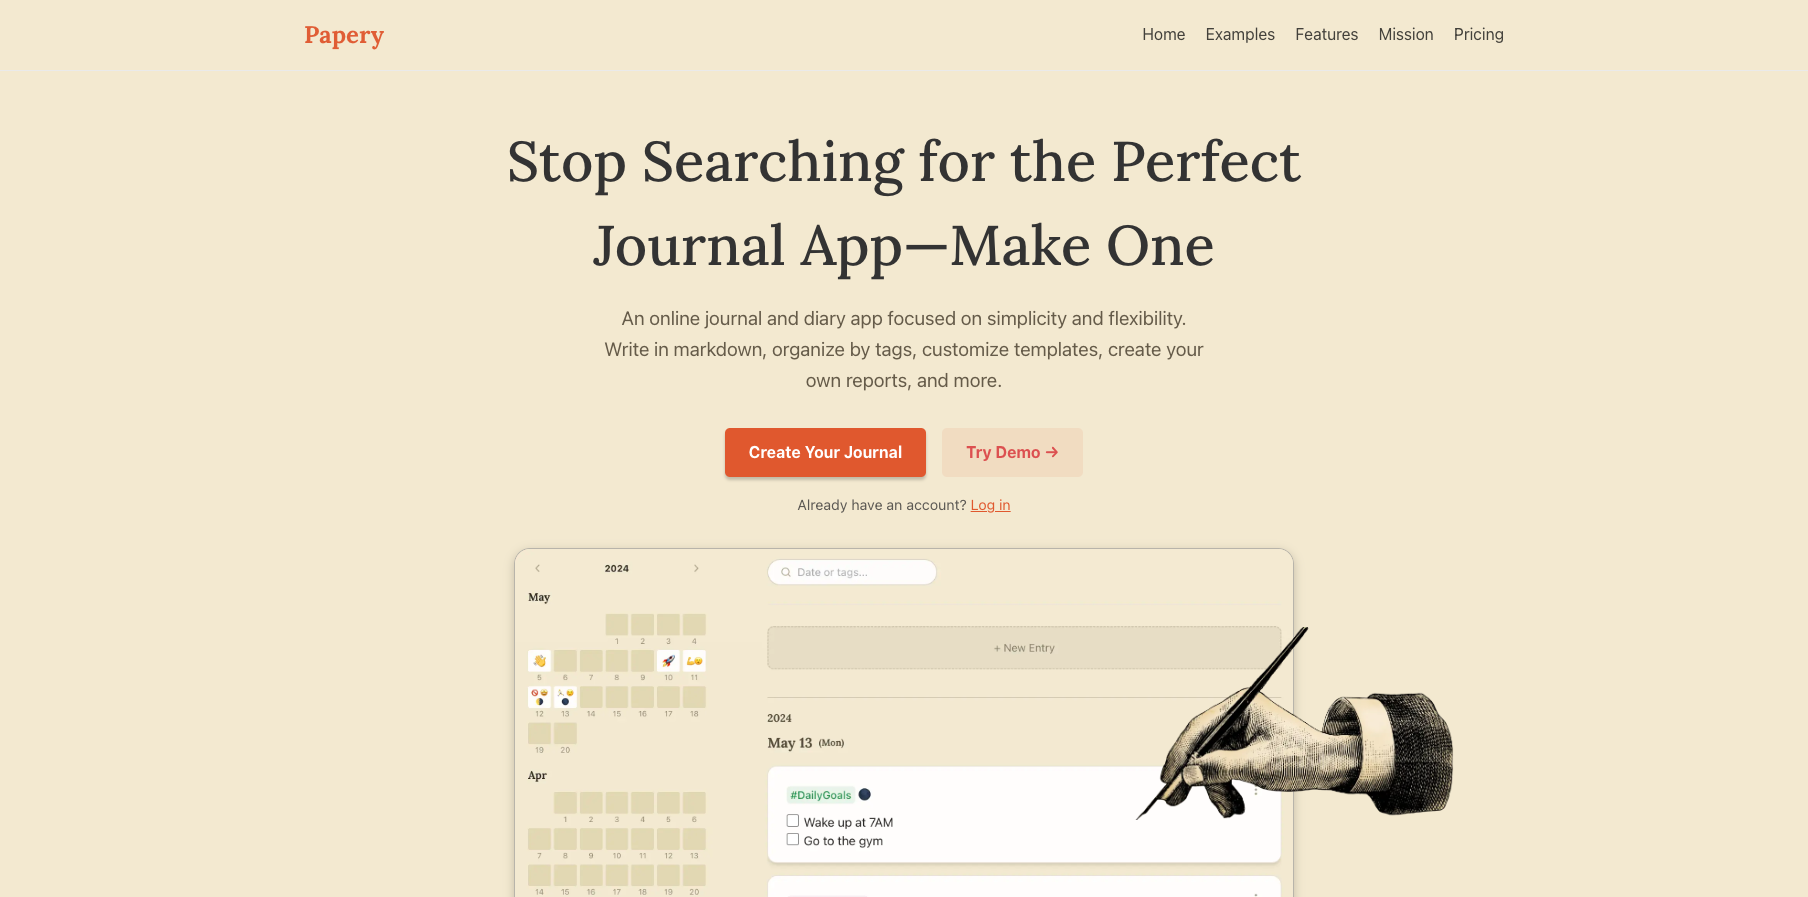 Papery
Home Examples Features Mission Pricing
Stop Searching for the Perfect
Journal App—Make One
An online journal and diary app focused on simplicity and flexibility.
Write in markdown, organize by tags, customize templates, create your
own reports, and more.
Create Your Journal
Try Demo →
Already have an account? Log in
2024
May
1 2 3 4
5 6 7 8 9 10 11
12 13 14 15 16 17 18
19 20
Apr
1 2 3 4 5 6
7 8 9 10 11 12 13
14 15 16 17 18 19 20
Date or tags...
+ New Entry
2024
May 13 (Mon)
#DailyGoals
Wake up at 7AM
Go to the gym